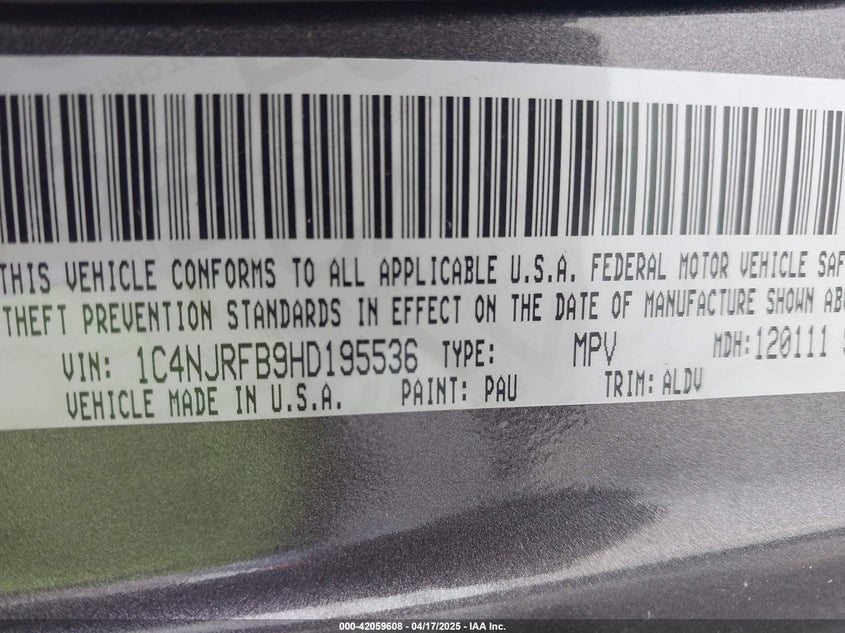 THIS VEHICLE CONFORMS TO ALL APPLICABLE U.S.A. FEDERAL MOTOR VEHICLE SAF
THEFT PREVENTION STANDARDS IN EFFECT ON THE DATE OF MANUFACTURE SHOWN ABO
VIN: 1C4NJRFB9HD195536 TYPE: MPV MDH: 120111
VEHICLE MADE IN U.S.A. PAINT: PAU TRIM: ALDV
000-42059608 - 04/17/2025 - IAA Inc.